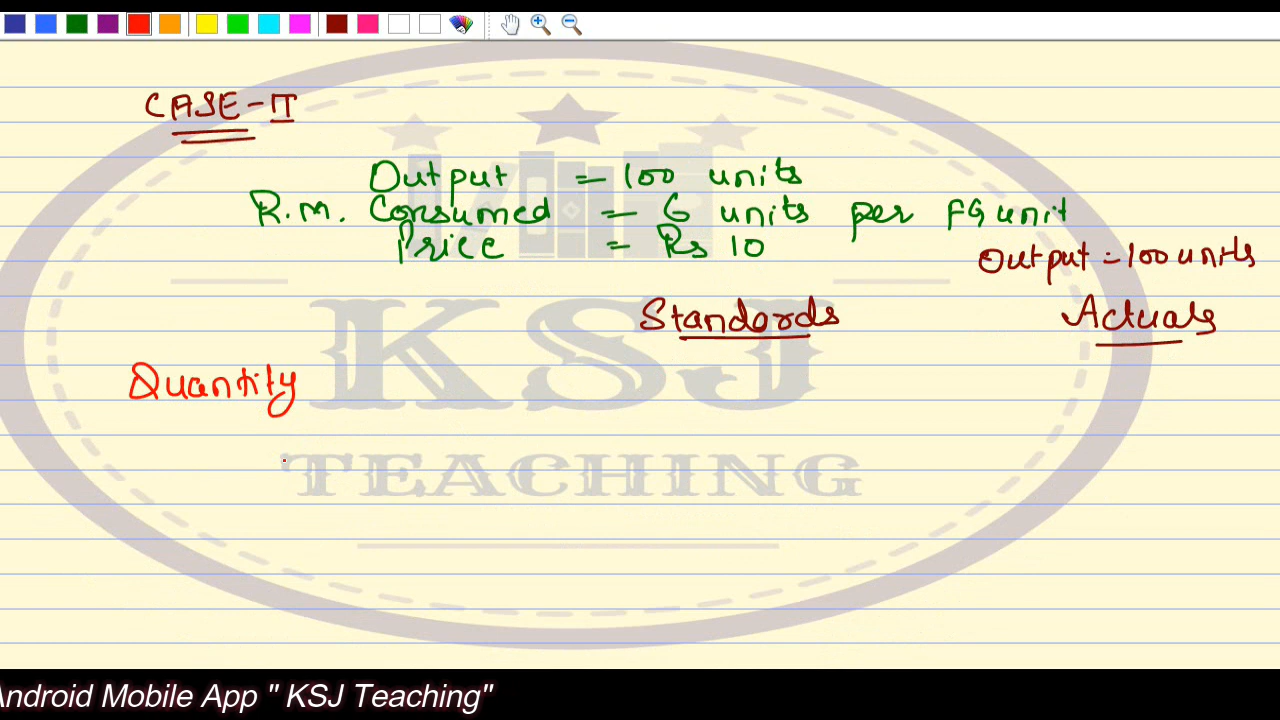 CASE-II
Output = 100 units
R.M. Consumed = 6 units per FG unit
Price = Rs 10
Output = 100 units
Standards Actuals
Quantity
KSJ
TEACHING
Android Mobile App " KSJ Teaching"